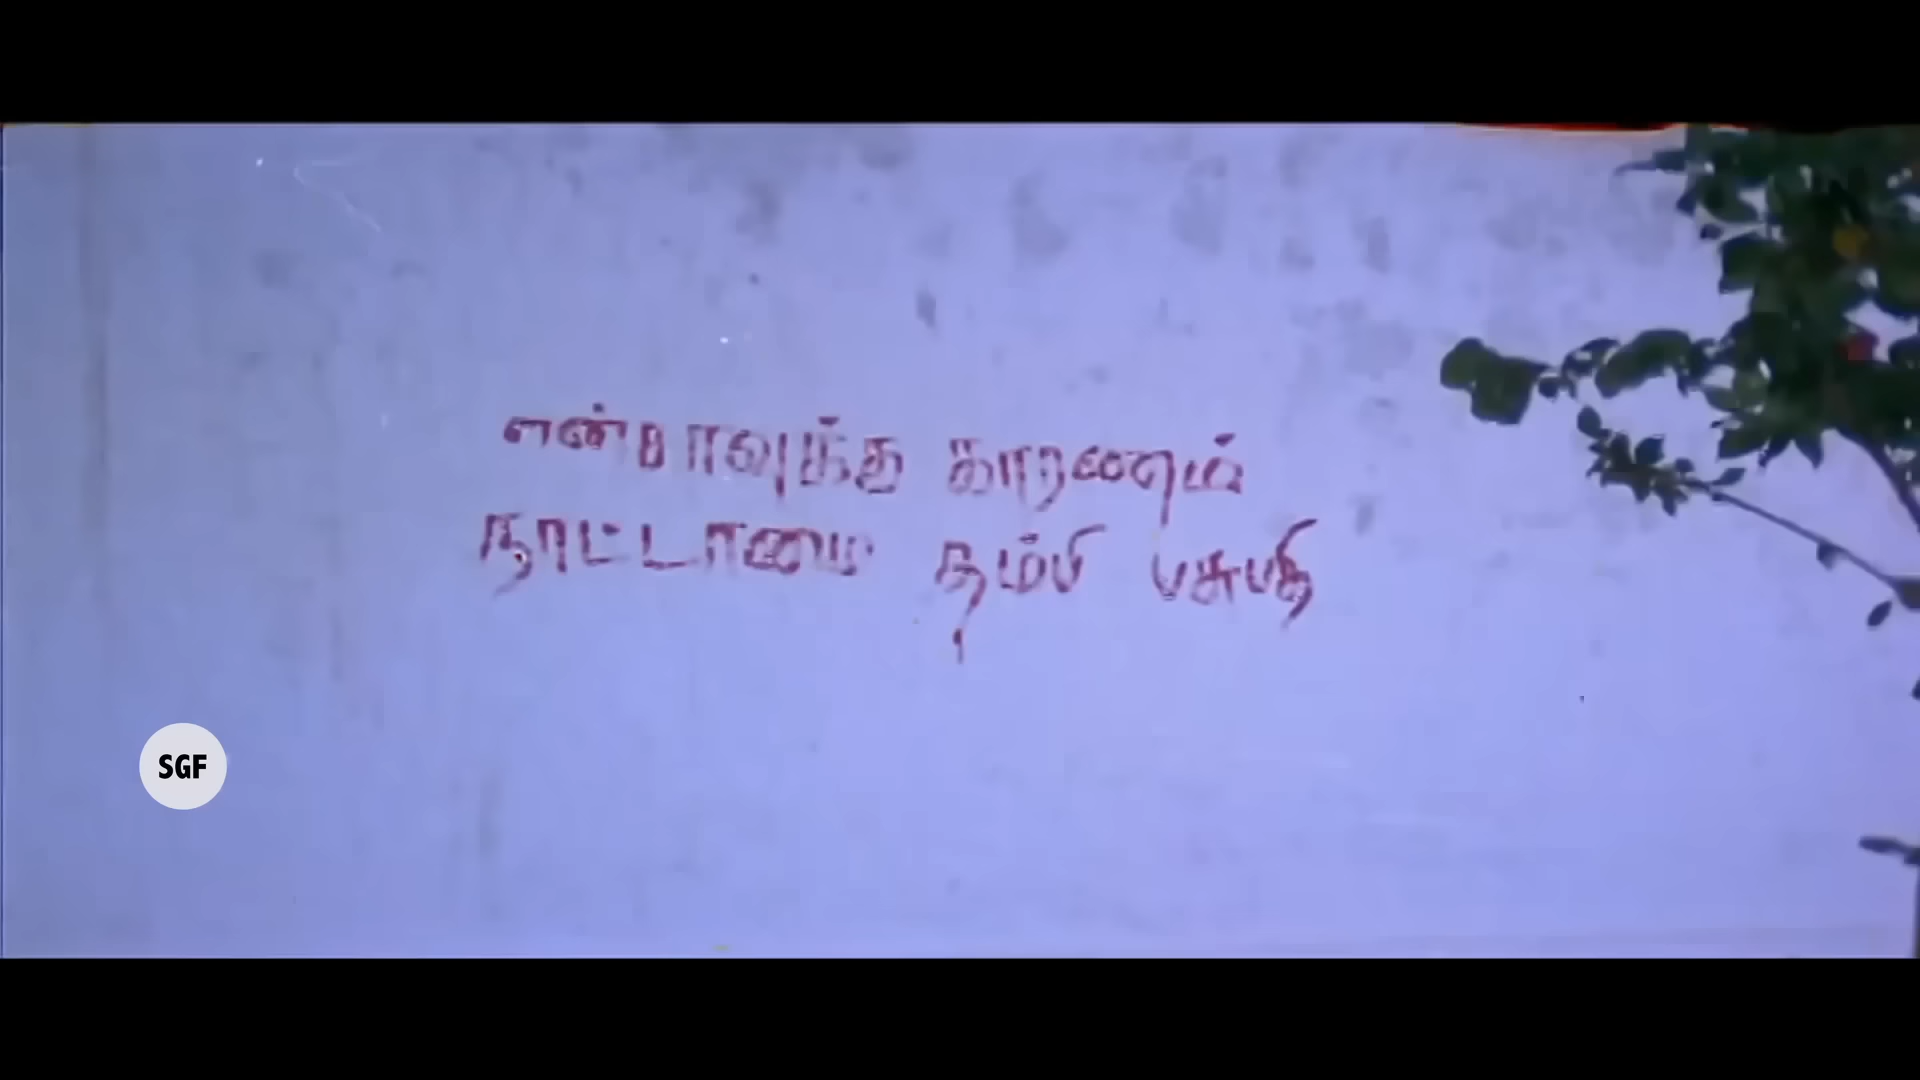 என் சாவுக்கு காரணம்
நாட்டாமை தம்பி பசுபதி
SGF